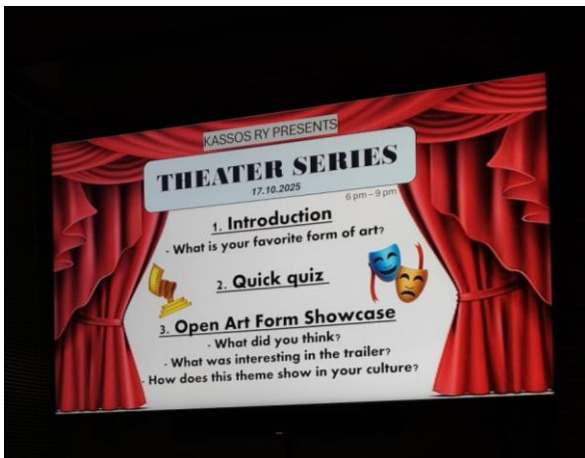 KASSOS RY PRESENTS
THEATER SERIES
17.10.2025
6 pm – 9 pm
1. Introduction
- What is your favorite form of art?
2. Quick quiz
3. Open Art Form Showcase
- What did you think?
- What was interesting in the trailer?
- How does this theme show in your culture?